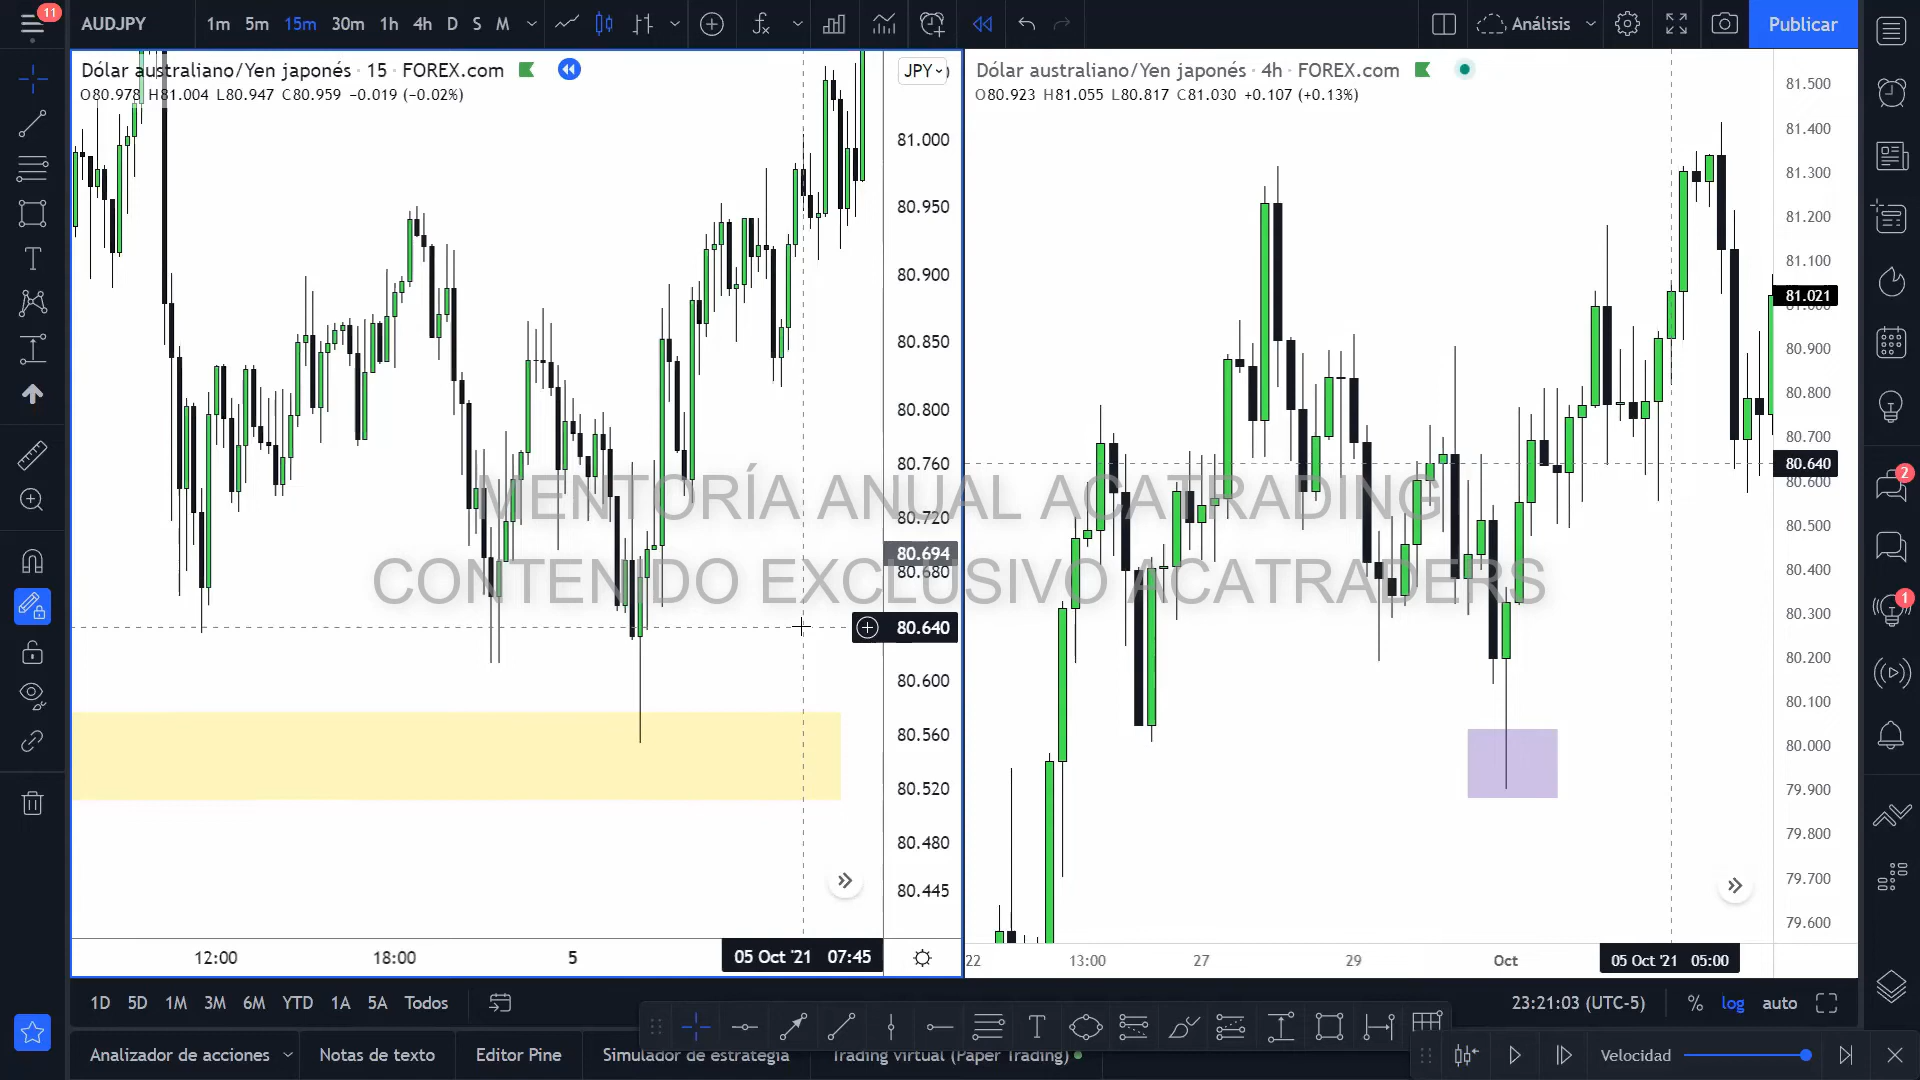 11
AUDJPY
1m 5m 15m 30m 1h 4h D S M
Análisis
Publicar
Dólar australiano/Yen japonés · 15 · FOREX.com
O80.978 H81.004 L80.947 C80.959 −0.019 (−0.02%)
JPY
81.000
80.950
80.900
80.850
80.800
80.760
80.720
80.694
80.680
80.640
80.600
80.560
80.520
80.480
80.445
12:00 18:00 5 05 Oct '21 07:45
Dólar australiano/Yen japonés · 4h · FOREX.com
O80.923 H81.055 L80.817 C81.030 +0.107 (+0.13%)
81.500
81.400
81.300
81.200
81.100
81.021
81.000
80.900
80.800
80.700
80.640
80.600
80.500
80.400
80.300
80.200
80.100
80.000
79.900
79.800
79.700
79.600
22 13:00 27 29 Oct 05 Oct '21 05:00
MENTORÍA ANUAL ACATRADING
CONTENIDO EXCLUSIVO ACATRADERS
2
1
1D 5D 1M 3M 6M YTD 1A 5A Todos
23:21:03 (UTC-5) % log auto
Analizador de acciones Notas de texto Editor Pine Simulador de estrategia Trading virtual (Paper Trading)
Velocidad